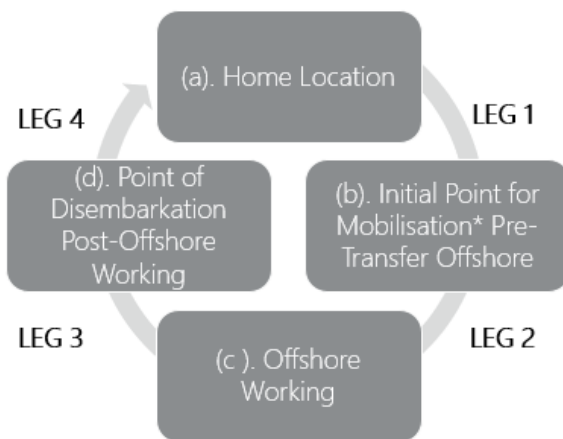 (a). Home Location
LEG 4
LEG 1
(d). Point of
Disembarkation
Post-Offshore
Working
(b). Initial Point for
Mobilisation* Pre-
Transfer Offshore
LEG 3
LEG 2
(c ). Offshore
Working